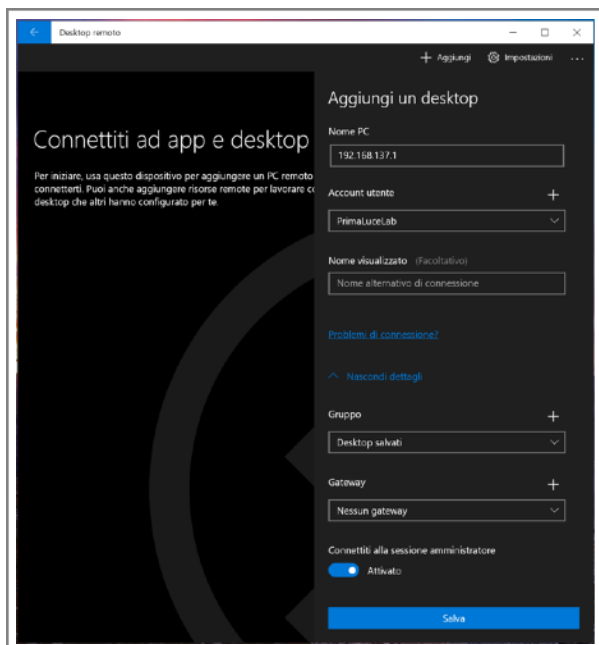 Desktop remoto
Aggiungi
Impostazioni
Connettiti ad app e desktop
Per iniziare, usa questo dispositivo per aggiungere un PC remoto
connetterti. Puoi anche aggiungere risorse remote per lavorare
desktop che altri hanno configurato per te.
Aggiungi un desktop
Nome PC
192.168.137.1
Account utente
PrimaLuceLab
Nome visualizzato (Facoltativo)
Nome alternativo di connessione
Problemi di connessione?
Nascondi dettagli
Gruppo
Desktop salvati
Gateway
Nessun gateway
Connettiti alla sessione amministratore
Attivato
Salva